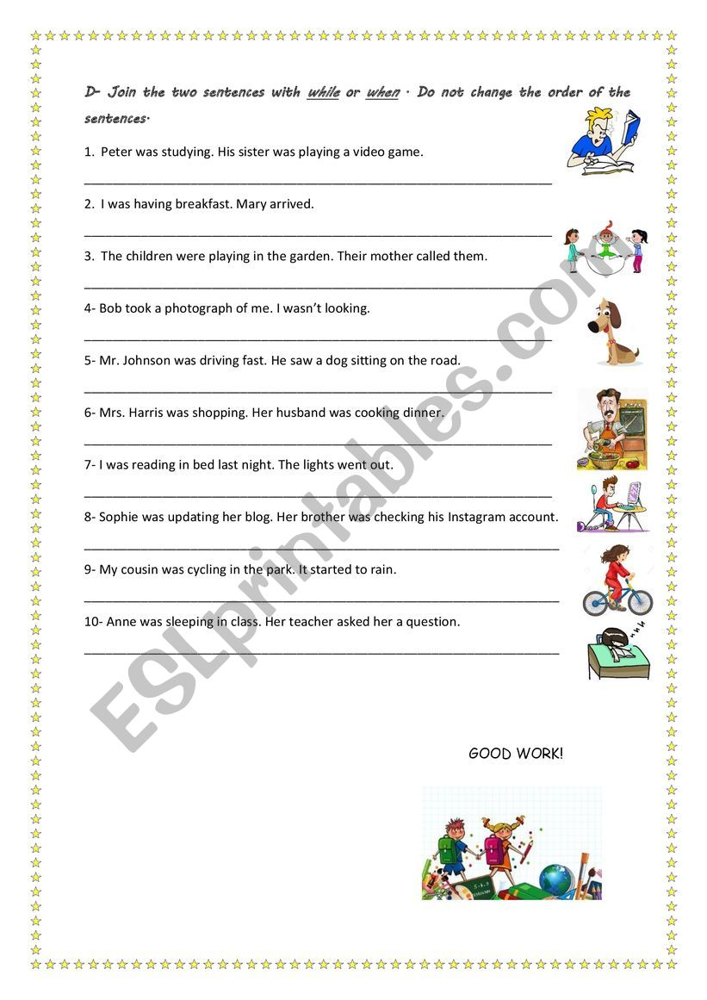 D- Join the two sentences with while or when . Do not change the order of the
sentences.
1. Peter was studying. His sister was playing a video game.
2. I was having breakfast. Mary arrived.
3. The children were playing in the garden. Their mother called them.
4- Bob took a photograph of me. I wasn’t looking.
5- Mr. Johnson was driving fast. He saw a dog sitting on the road.
6- Mrs. Harris was shopping. Her husband was cooking dinner.
7- I was reading in bed last night. The lights went out.
8- Sophie was updating her blog. Her brother was checking his Instagram account.
9- My cousin was cycling in the park. It started to rain.
10- Anne was sleeping in class. Her teacher asked her a question.
GOOD WORK!
ESLprintables.com